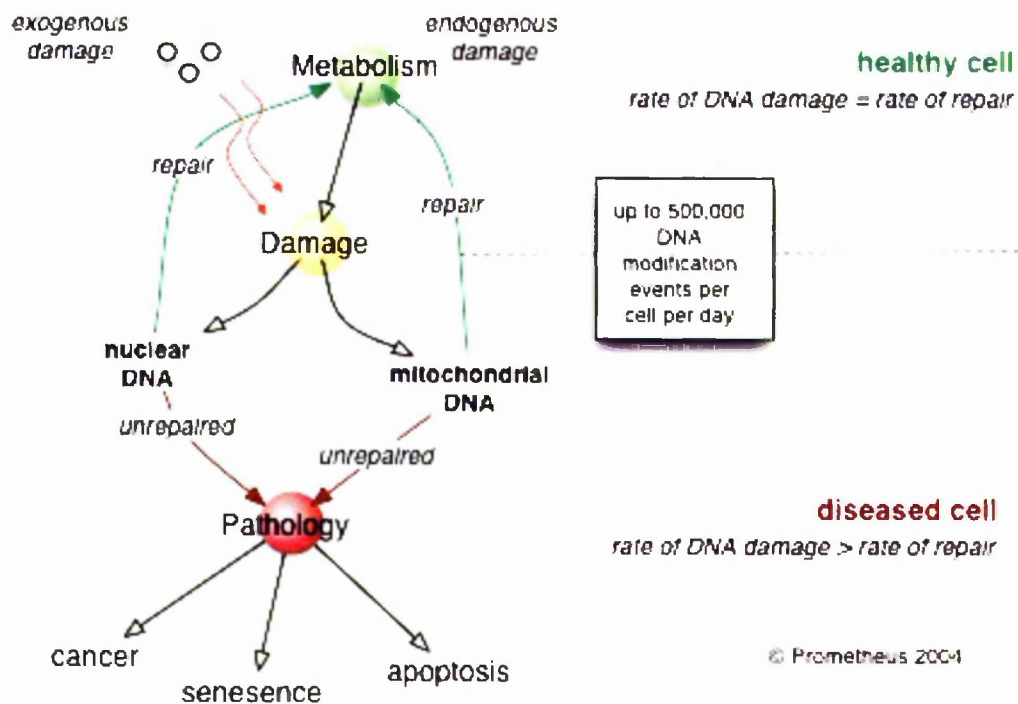 exogenous
damage
endogenous
damage
Metabolism
healthy cell
rate of DNA damage = rate of repair
repair
repair
up to 500,000
DNA
modification
events per
cell per day
Damage
nuclear
DNA
mitochondrial
DNA
unrepaired
unrepaired
Pathology
diseased cell
rate of DNA damage > rate of repair
cancer
senesence
apoptosis
© Prometheus 2004